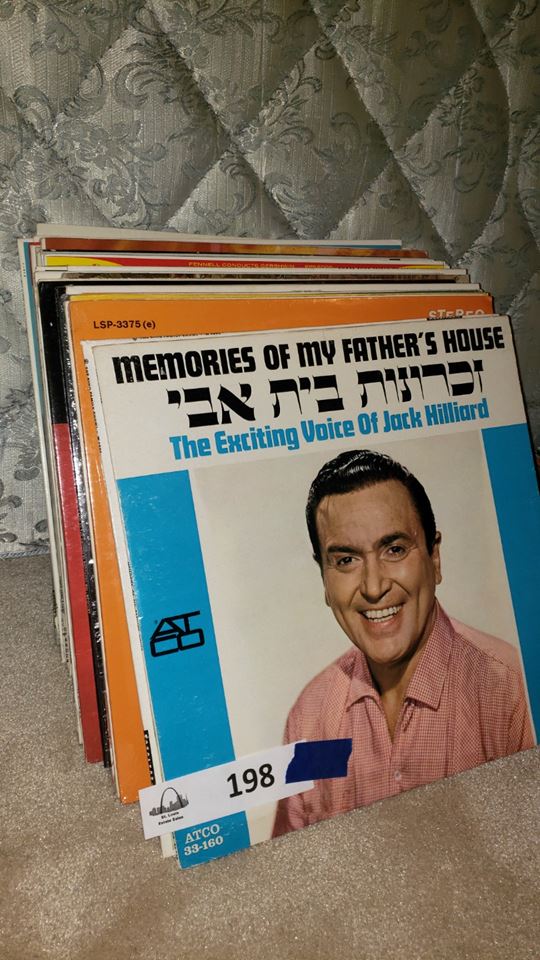 FENNELL CONDUCTS GERSHWIN
LSP-3375 (e)
STEREO
MEMORIES OF MY FATHER'S HOUSE
זכרונות בית אבי
The Exciting Voice Of Jack Hilliard
ATCO
198
St. Louis
Estate Sales
ATCO
33-160